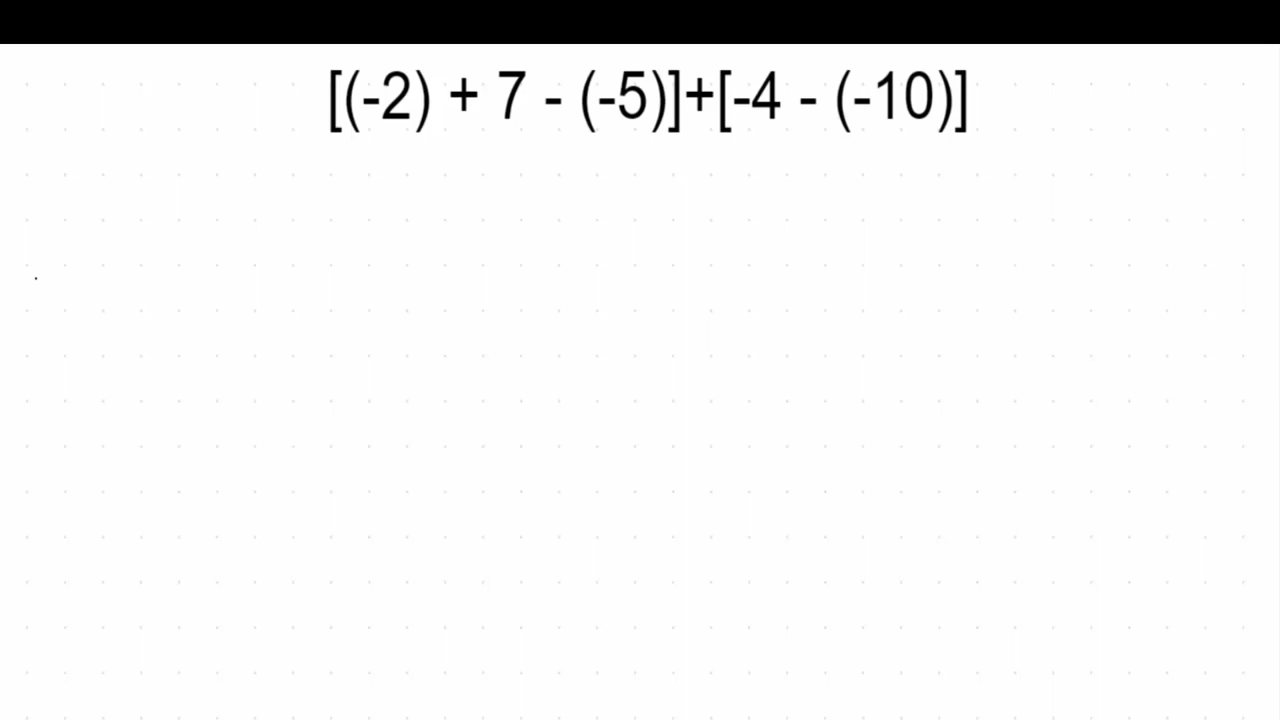 [(-2) + 7 - (-5)]+[-4 - (-10)]